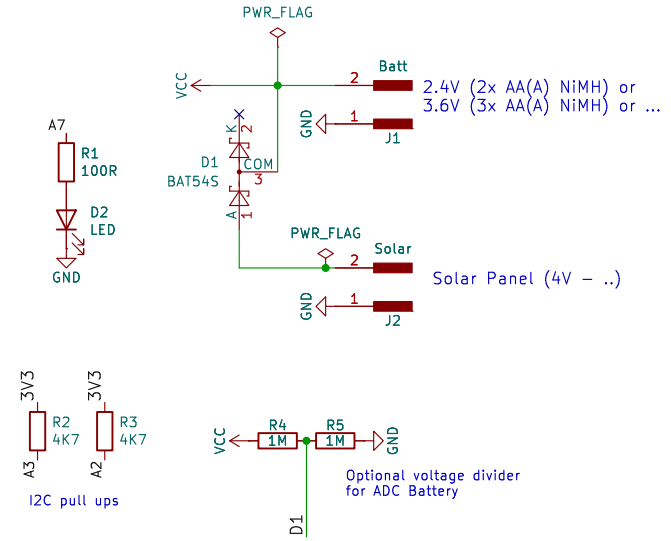 PWR_FLAG
Batt
VCC
2
2.4V (2x AA(A) NiMH) or
3.6V (3x AA(A) NiMH) or ...
GND
1
J1
A7
R1
100R
K
2
D1
COM
3
BAT54S
A
1
D2
LED
GND
PWR_FLAG
Solar
2
Solar Panel (4V - ..)
GND
1
J2
3V3
3V3
R2
4K7
R3
4K7
A3
A2
I2C pull ups
VCC
R4
1M
R5
1M
GND
Optional voltage divider
for ADC Battery
D1